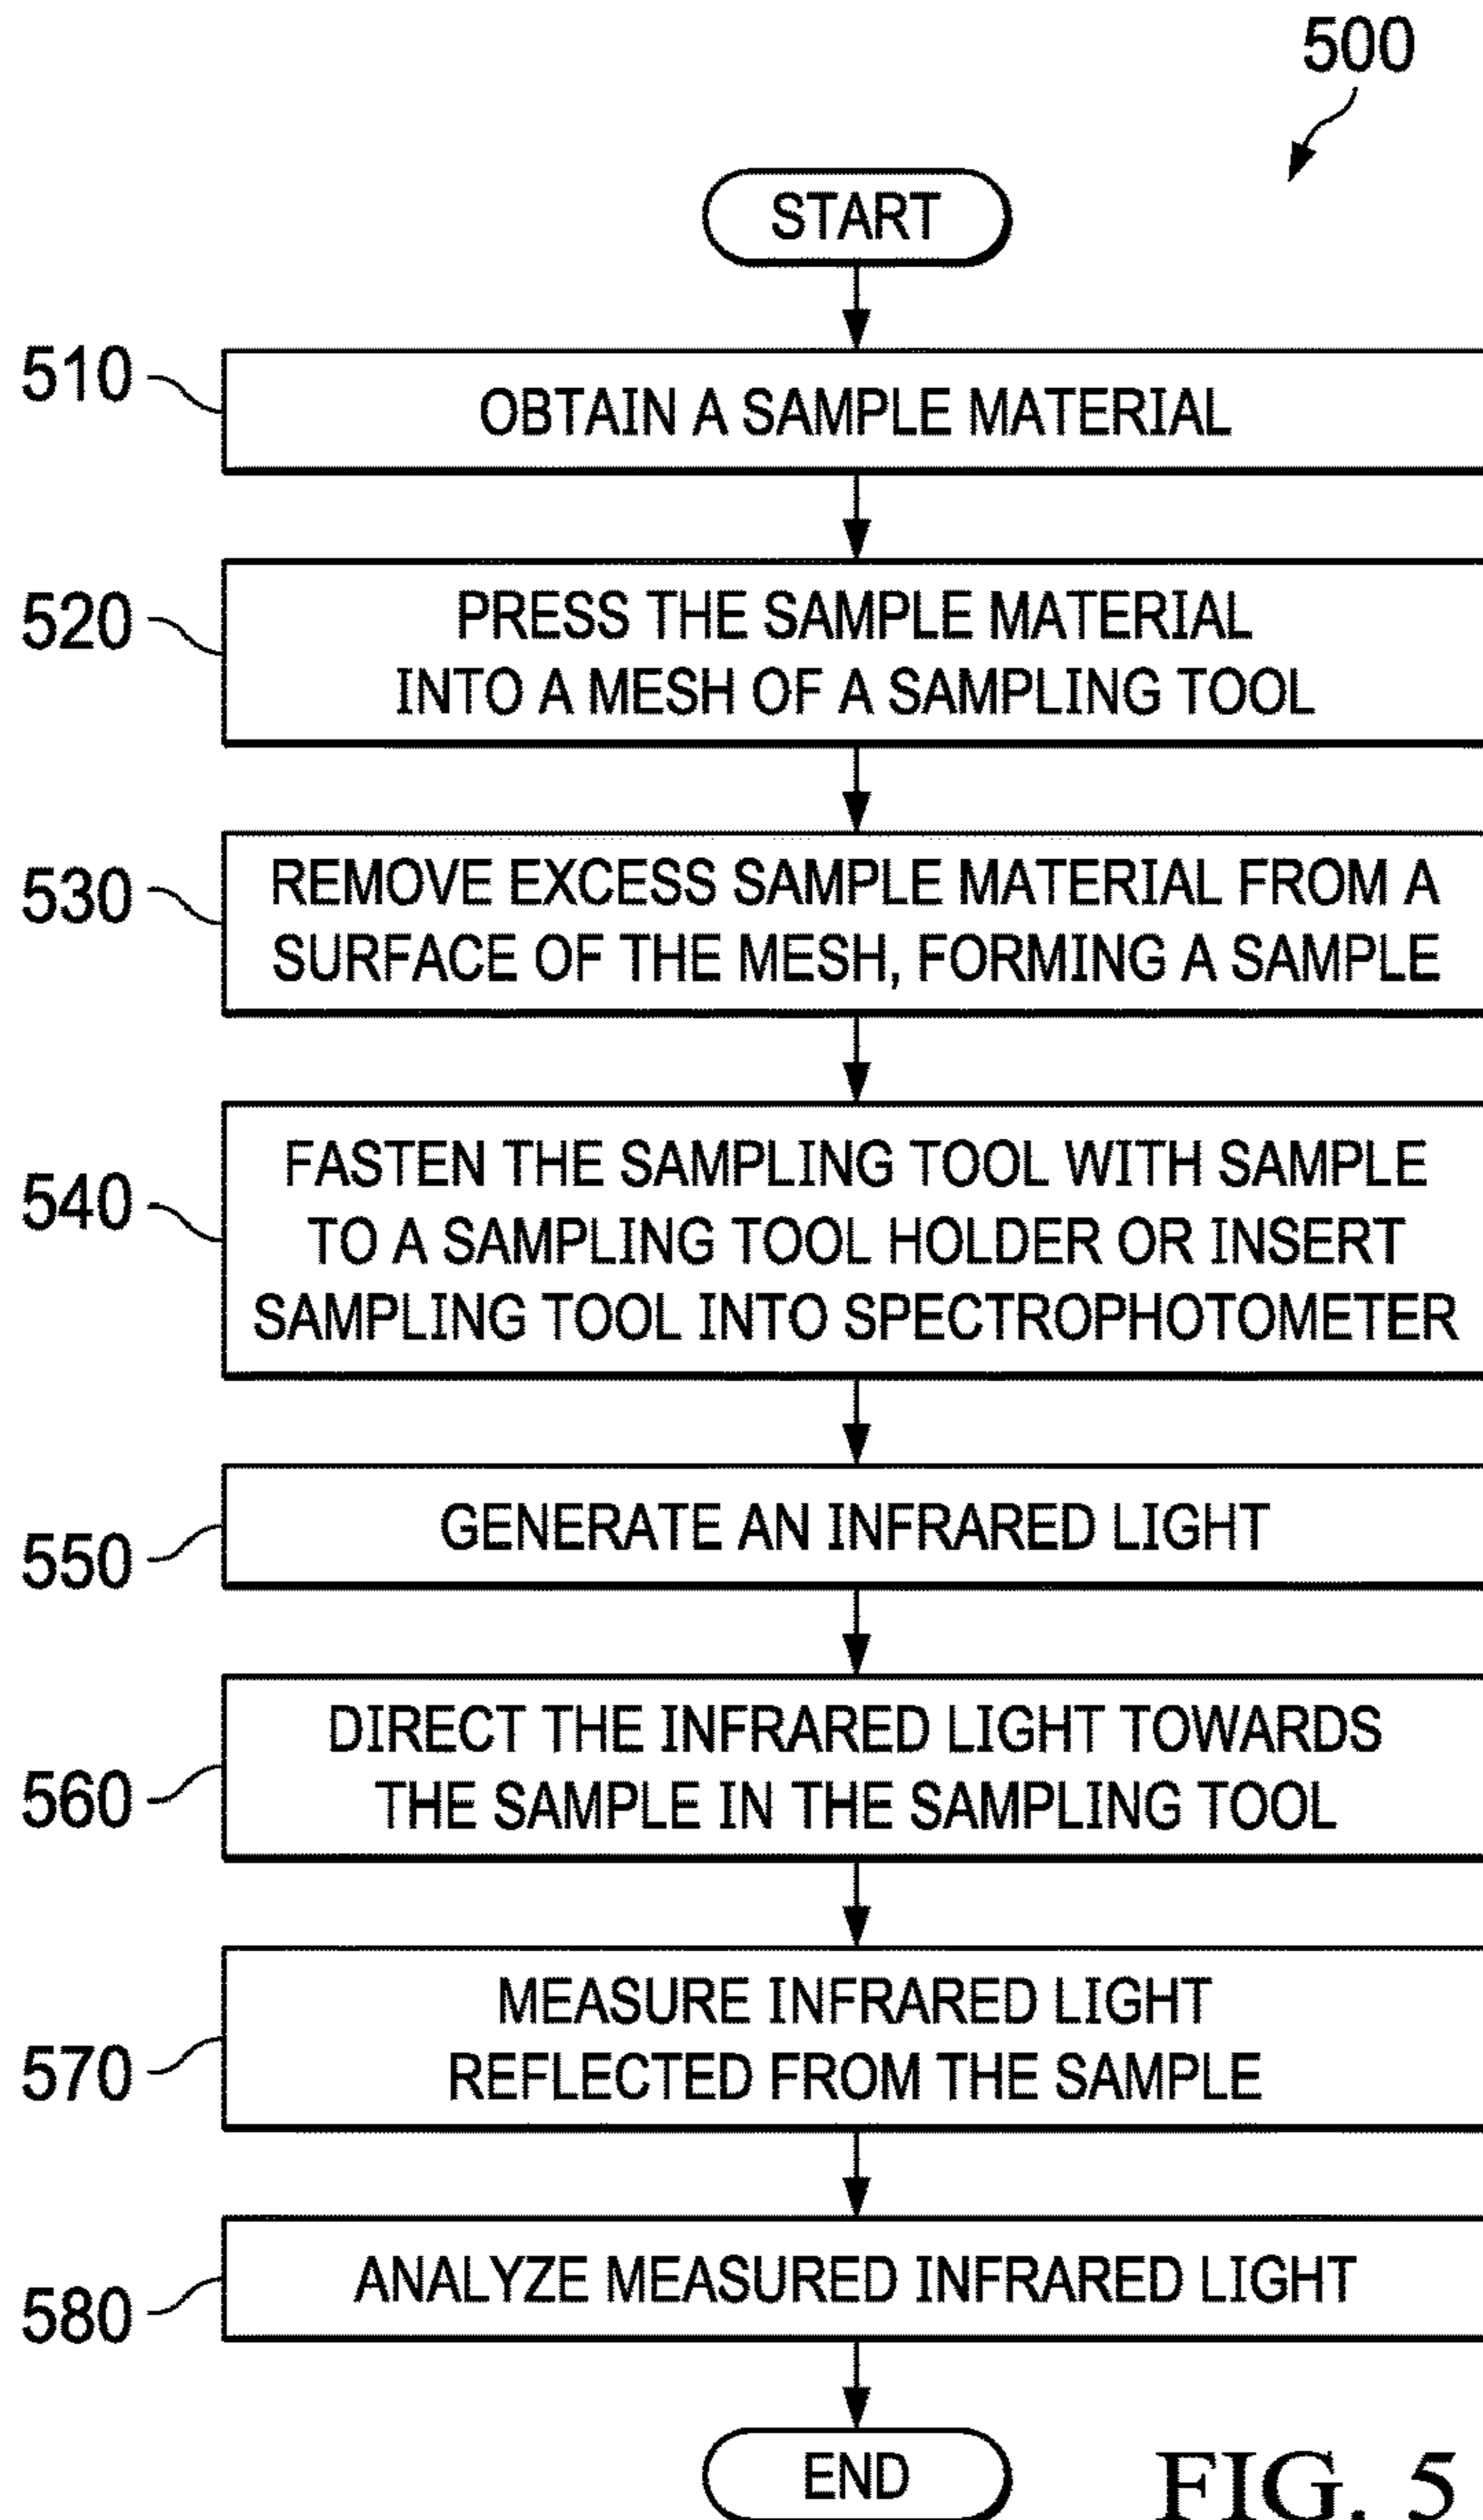 500
START
510
OBTAIN A SAMPLE MATERIAL
520
PRESS THE SAMPLE MATERIAL
INTO A MESH OF A SAMPLING TOOL
530
REMOVE EXCESS SAMPLE MATERIAL FROM A
SURFACE OF THE MESH, FORMING A SAMPLE
540
FASTEN THE SAMPLING TOOL WITH SAMPLE
TO A SAMPLING TOOL HOLDER OR INSERT
SAMPLING TOOL INTO SPECTROPHOTOMETER
550
GENERATE AN INFRARED LIGHT
560
DIRECT THE INFRARED LIGHT TOWARDS
THE SAMPLE IN THE SAMPLING TOOL
570
MEASURE INFRARED LIGHT
REFLECTED FROM THE SAMPLE
580
ANALYZE MEASURED INFRARED LIGHT
END
FIG. 5